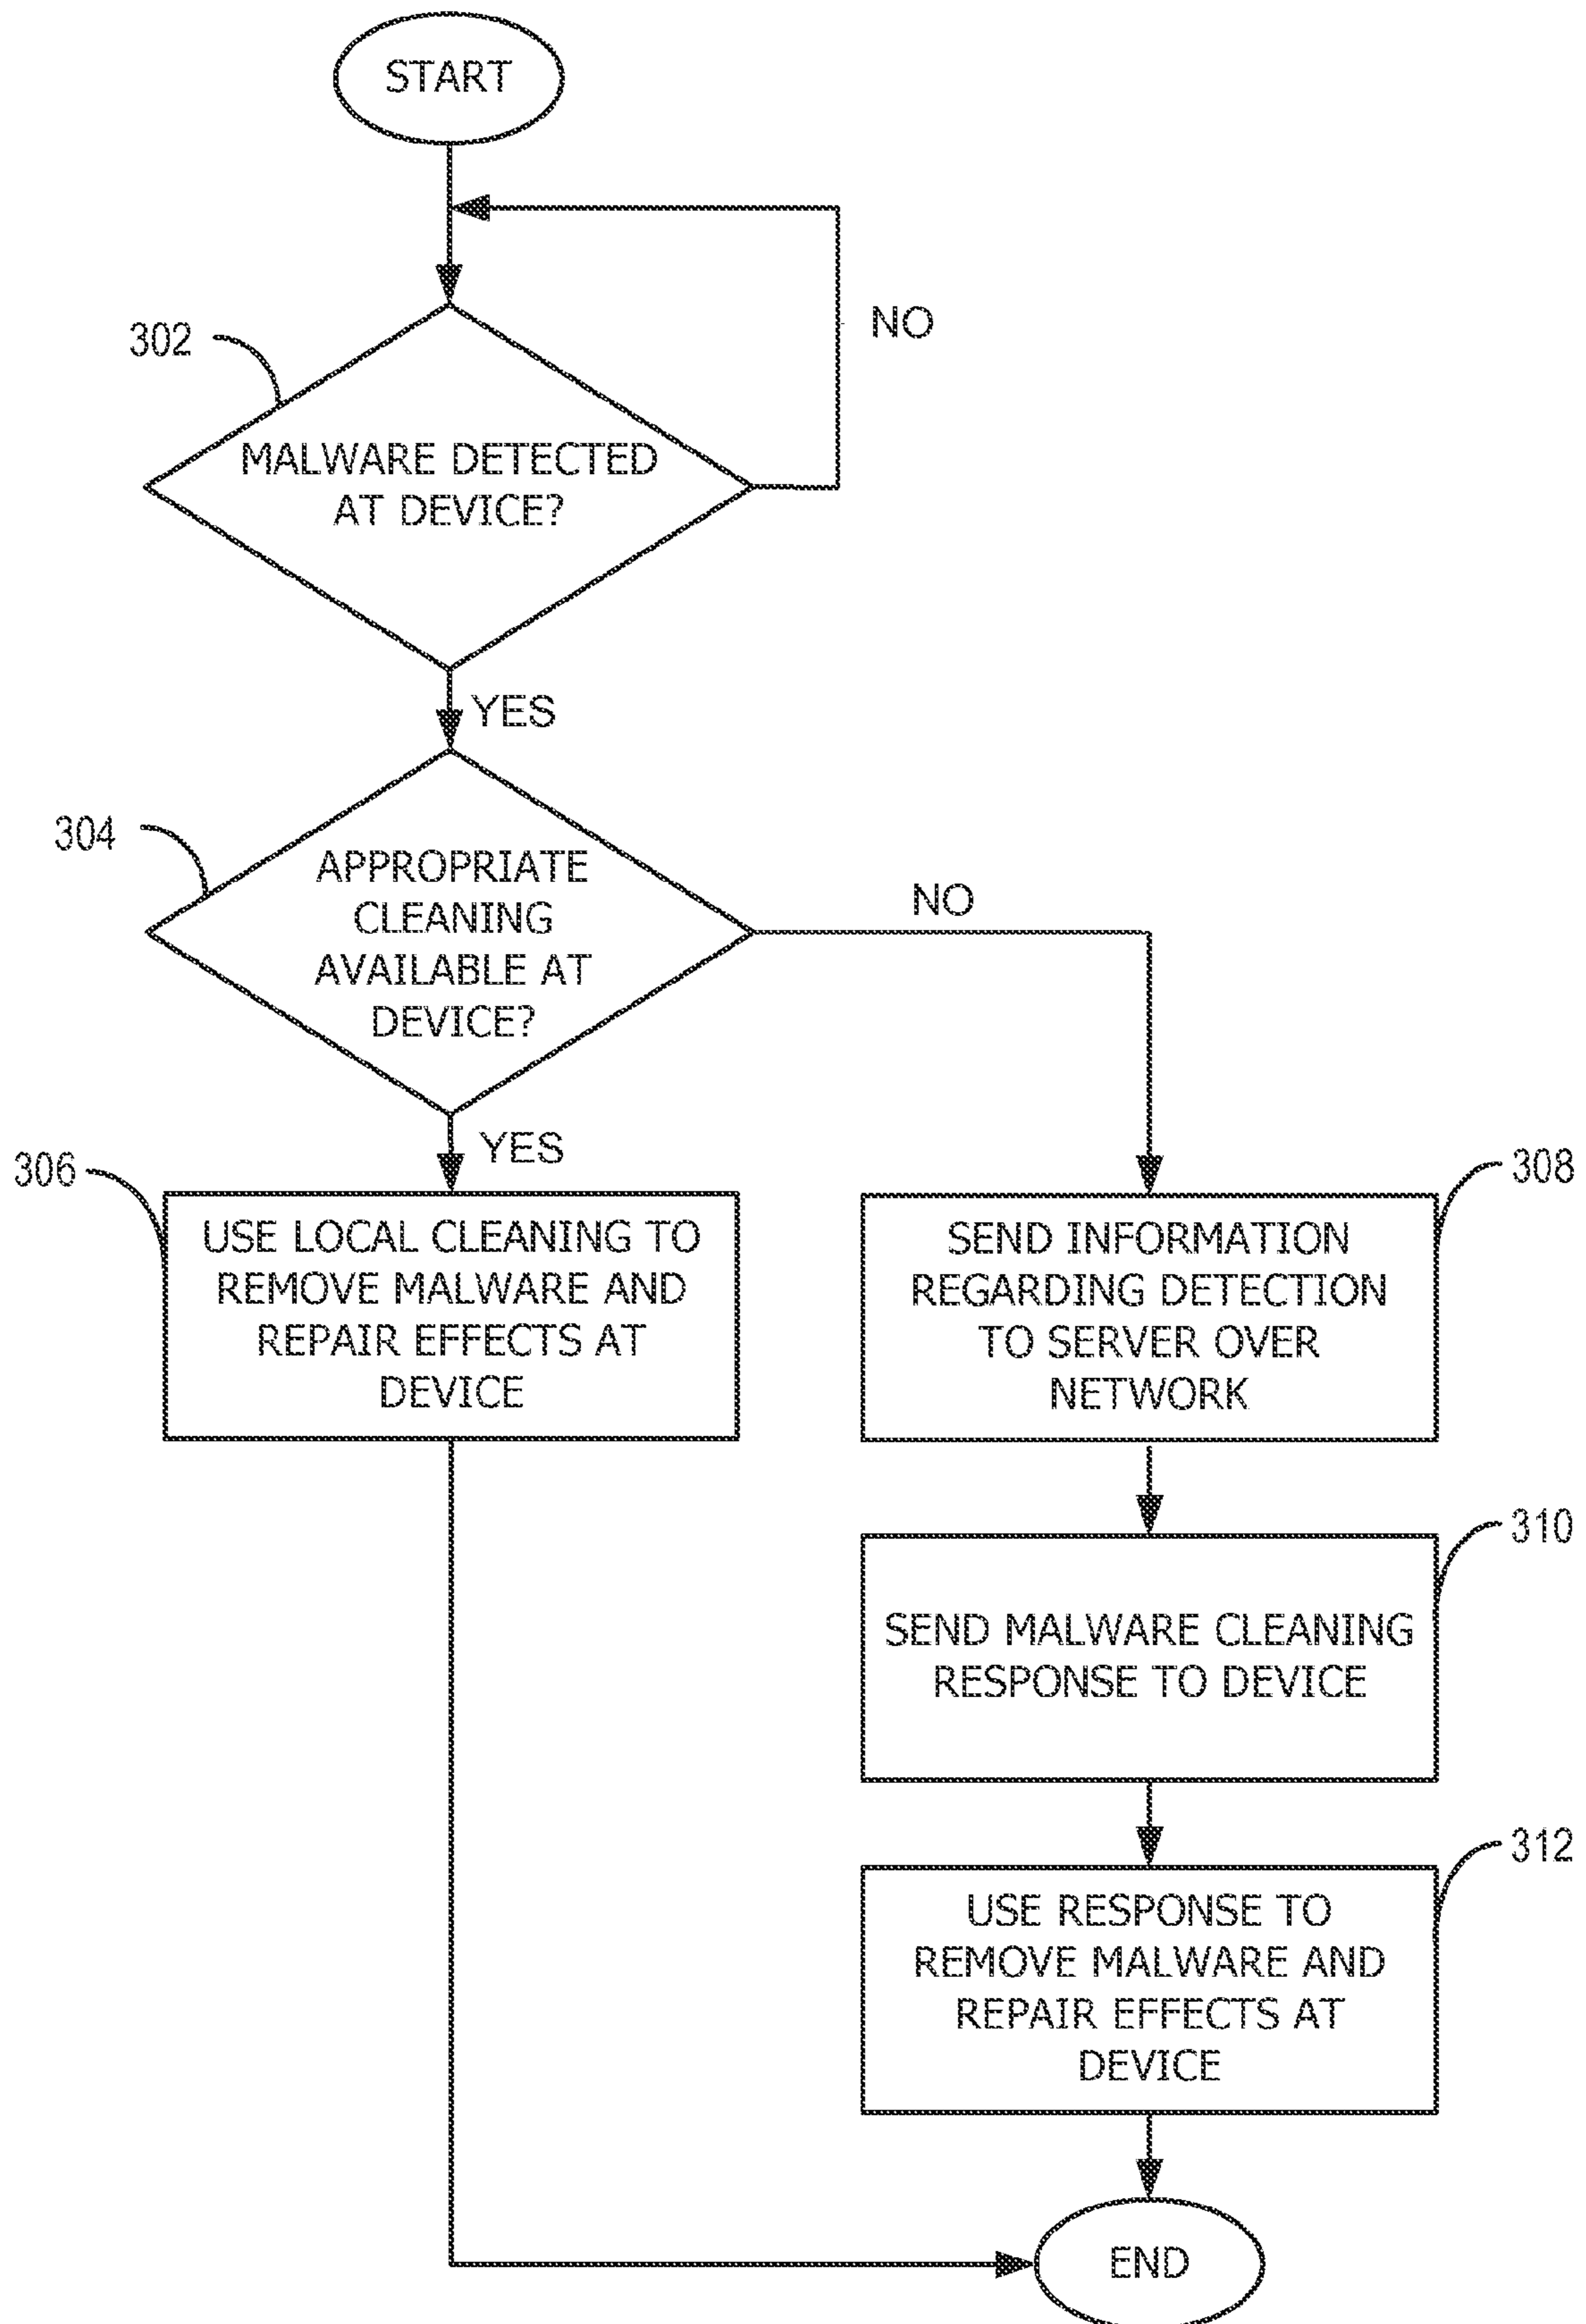 START
NO
302
MALWARE DETECTED
AT DEVICE?
YES
304
APPROPRIATE
CLEANING
AVAILABLE AT
DEVICE?
NO
YES
306
USE LOCAL CLEANING TO
REMOVE MALWARE AND
REPAIR EFFECTS AT
DEVICE
308
SEND INFORMATION
REGARDING DETECTION
TO SERVER OVER
NETWORK
310
SEND MALWARE CLEANING
RESPONSE TO DEVICE
312
USE RESPONSE TO
REMOVE MALWARE AND
REPAIR EFFECTS AT
DEVICE
END